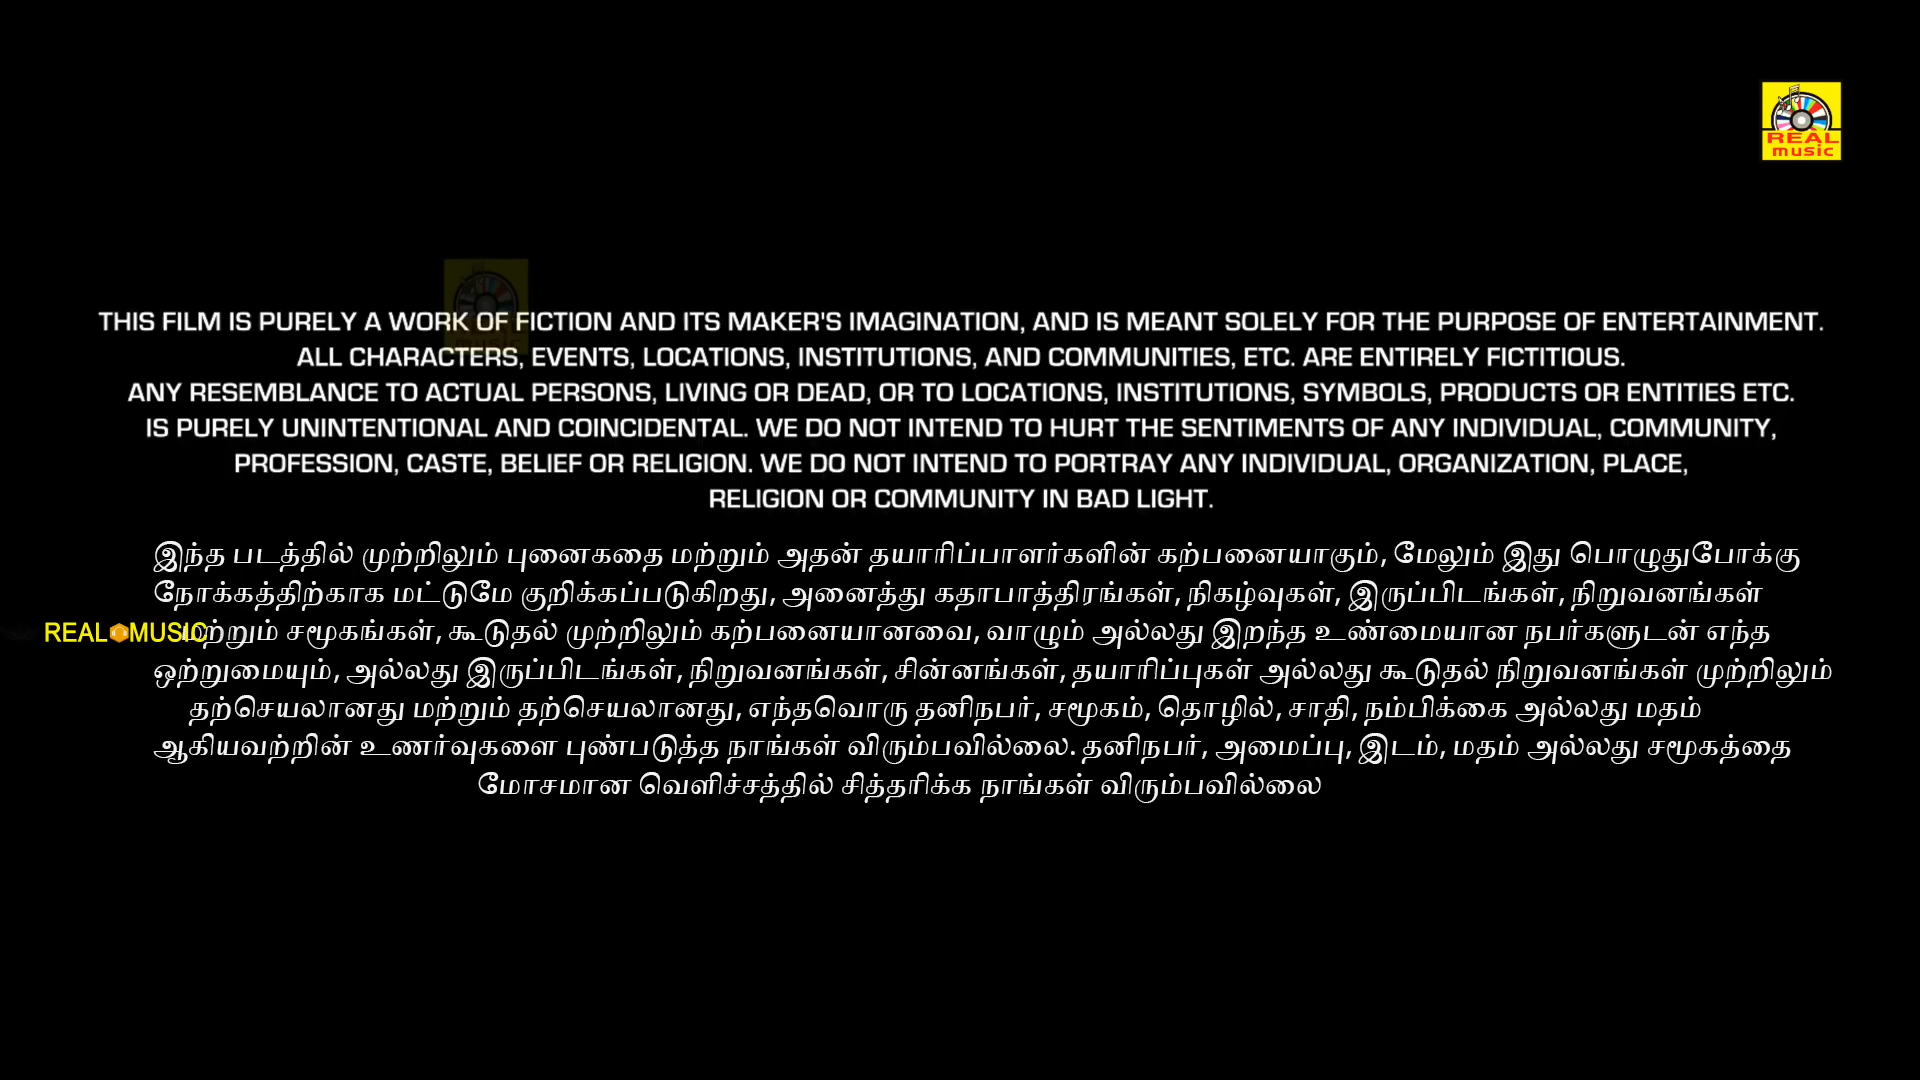 REAL
music
THIS FILM IS PURELY A WORK OF FICTION AND ITS MAKER'S IMAGINATION, AND IS MEANT SOLELY FOR THE PURPOSE OF ENTERTAINMENT.
ALL CHARACTERS, EVENTS, LOCATIONS, INSTITUTIONS, AND COMMUNITIES, ETC. ARE ENTIRELY FICTITIOUS.
ANY RESEMBLANCE TO ACTUAL PERSONS, LIVING OR DEAD, OR TO LOCATIONS, INSTITUTIONS, SYMBOLS, PRODUCTS OR ENTITIES ETC.
IS PURELY UNINTENTIONAL AND COINCIDENTAL. WE DO NOT INTEND TO HURT THE SENTIMENTS OF ANY INDIVIDUAL, COMMUNITY,
PROFESSION, CASTE, BELIEF OR RELIGION. WE DO NOT INTEND TO PORTRAY ANY INDIVIDUAL, ORGANIZATION, PLACE,
RELIGION OR COMMUNITY IN BAD LIGHT.
இந்த படத்தில் முற்றிலும் புனைகதை மற்றும் அதன் தயாரிப்பாளர்களின் கற்பனையாகும், மேலும் இது பொழுதுபோக்கு
நோக்கத்திற்காக மட்டுமே குறிக்கப்படுகிறது, அனைத்து கதாபாத்திரங்கள், நிகழ்வுகள், இருப்பிடங்கள், நிறுவனங்கள்
மற்றும் சமூகங்கள், கூடுதல் முற்றிலும் கற்பனையானவை, வாழும் அல்லது இறந்த உண்மையான நபர்களுடன் எந்த
ஒற்றுமையும், அல்லது இருப்பிடங்கள், நிறுவனங்கள், சின்னங்கள், தயாரிப்புகள் அல்லது கூடுதல் நிறுவனங்கள் முற்றிலும்
தற்செயலானது மற்றும் தற்செயலானது, எந்தவொரு தனிநபர், சமூகம், தொழில், சாதி, நம்பிக்கை அல்லது மதம்
ஆகியவற்றின் உணர்வுகளை புண்படுத்த நாங்கள் விரும்பவில்லை. தனிநபர், அமைப்பு, இடம், மதம் அல்லது சமூகத்தை
மோசமான வெளிச்சத்தில் சித்தரிக்க நாங்கள் விரும்பவில்லை
REAL MUSIC